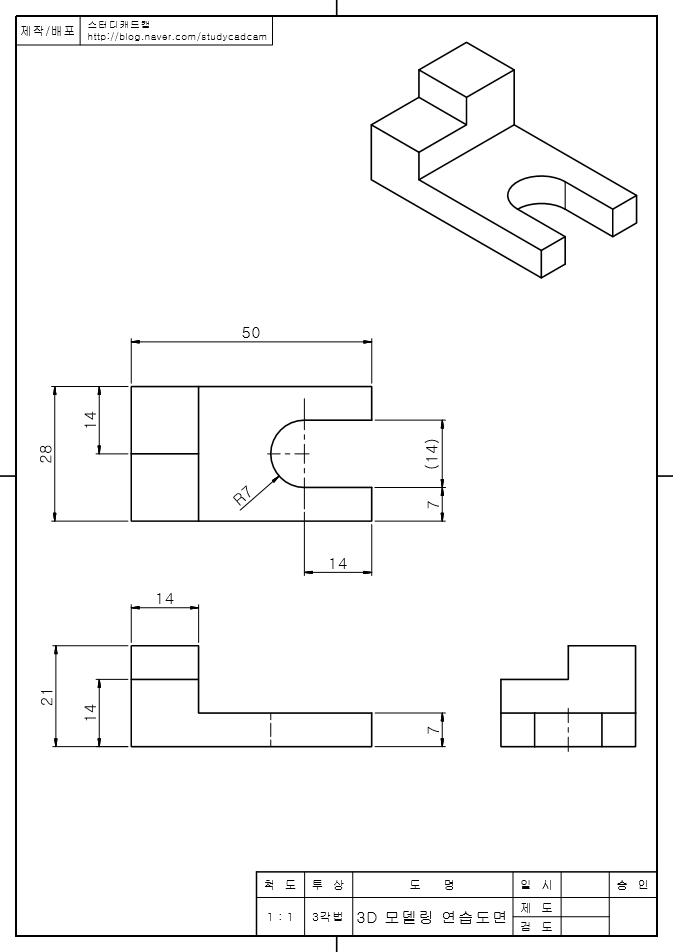 제작/배포
스터디캐드캠
http://blog.naver.com/studycadcam
50
14
28
(14)
R7
7
14
14
21
14
7
척 도
투 상
도 명
일 시
승 인
1 : 1
3각법
3D 모델링 연습도면
제 도
검 도